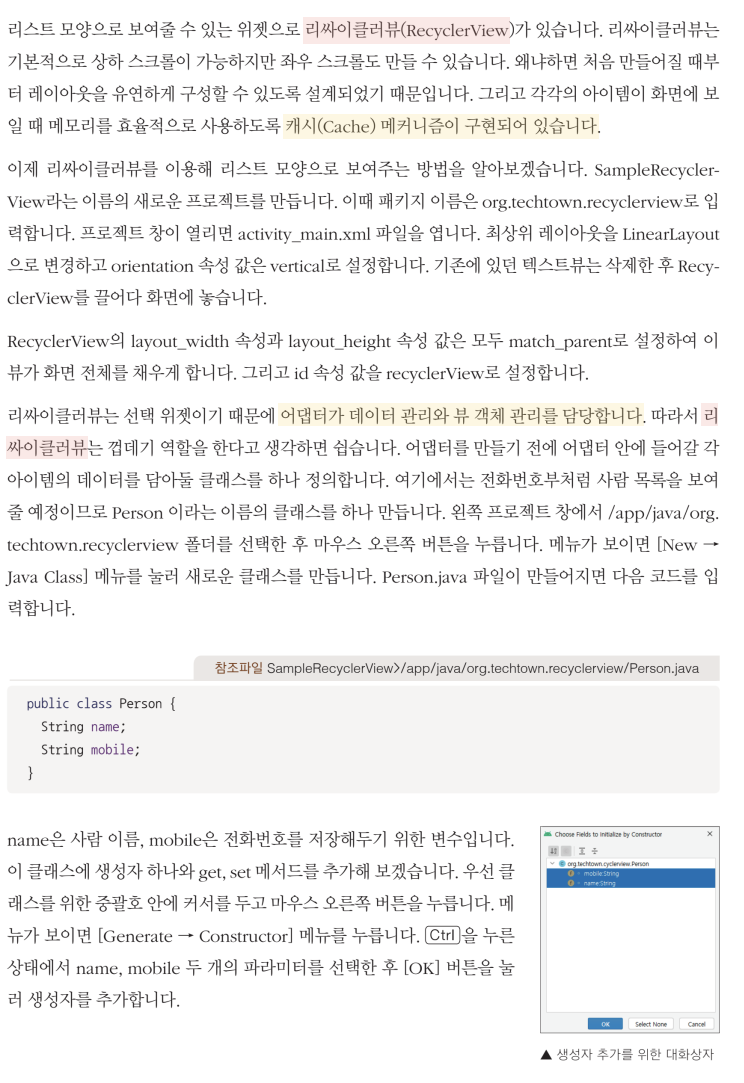 리스트 모양으로 보여줄 수 있는 위젯으로 리싸이클러뷰(RecyclerView)가 있습니다. 리싸이클러뷰는
기본적으로 상하 스크롤이 가능하지만 좌우 스크롤도 만들 수 있습니다. 왜냐하면 처음 만들어질 때부
터 레이아웃을 유연하게 구성할 수 있도록 설계되었기 때문입니다. 그리고 각각의 아이템이 화면에 보
일 때 메모리를 효율적으로 사용하도록 캐시(Cache) 메커니즘이 구현되어 있습니다.
이제 리싸이클러뷰를 이용해 리스트 모양으로 보여주는 방법을 알아보겠습니다. SampleRecycler-
View라는 이름의 새로운 프로젝트를 만듭니다. 이때 패키지 이름은 org.techtown.recyclerview로 입
력합니다. 프로젝트 창이 열리면 activity_main.xml 파일을 엽니다. 최상위 레이아웃을 LinearLayout
으로 변경하고 orientation 속성 값은 vertical로 설정합니다. 기존에 있던 텍스트뷰는 삭제한 후 Recy-
clerView를 끌어다 화면에 놓습니다.
RecyclerView의 layout_width 속성과 layout_height 속성 값은 모두 match_parent로 설정하여 이
뷰가 화면 전체를 채우게 합니다. 그리고 id 속성 값을 recyclerView로 설정합니다.
리싸이클러뷰는 선택 위젯이기 때문에 어댑터가 데이터 관리와 뷰 객체 관리를 담당합니다. 따라서 리
싸이클러뷰는 껍데기 역할을 한다고 생각하면 쉽습니다. 어댑터를 만들기 전에 어댑터 안에 들어갈 각
아이템의 데이터를 담아둘 클래스를 하나 정의합니다. 여기에서는 전화번호부처럼 사람 목록을 보여
줄 예정이므로 Person 이라는 이름의 클래스를 하나 만듭니다. 왼쪽 프로젝트 창에서 /app/java/org.
techtown.recyclerview 폴더를 선택한 후 마우스 오른쪽 버튼을 누릅니다. 메뉴가 보이면 [New →
Java Class] 메뉴를 눌러 새로운 클래스를 만듭니다. Person.java 파일이 만들어지면 다음 코드를 입
력합니다.
참조파일 SampleRecyclerView>/app/java/org.techtown.recyclerview/Person.java
public class Person {
String name;
String mobile;
}
name은 사람 이름, mobile은 전화번호를 저장해두기 위한 변수입니다.
이 클래스에 생성자 하나와 get, set 메서드를 추가해 보겠습니다. 우선 클
래스를 위한 중괄호 안에 커서를 두고 마우스 오른쪽 버튼을 누릅니다. 메
뉴가 보이면 [Generate → Constructor] 메뉴를 누릅니다. Ctrl을 누른
상태에서 name, mobile 두 개의 파라미터를 선택한 후 [OK] 버튼을 눌
러 생성자를 추가합니다.
Choose Fields to Initialize by Constructor
org.techtown.cyclerview.Person
mobile:String
name:String
OK Select None Cancel
▲ 생성자 추가를 위한 대화상자